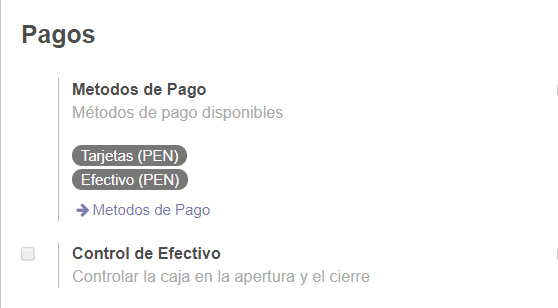 Pagos
Metodos de Pago
Métodos de pago disponibles
Tarjetas (PEN)
Efectivo (PEN)
Metodos de Pago
Control de Efectivo
Controlar la caja en la apertura y el cierre